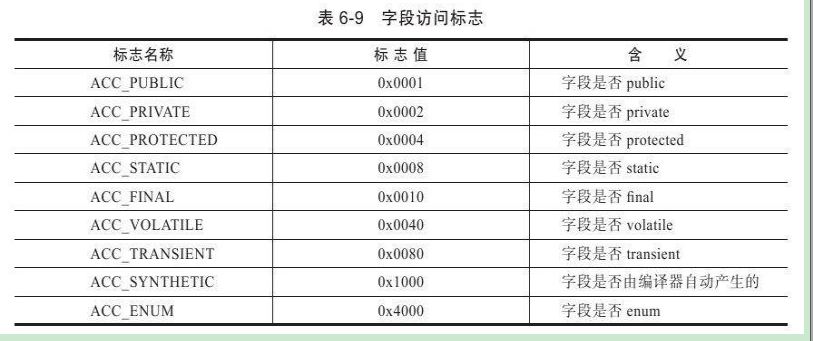 表 6-9 字段访问标志
标志名称 标 志 值 含 义
ACC_PUBLIC 0x0001 字段是否 public
ACC_PRIVATE 0x0002 字段是否 private
ACC_PROTECTED 0x0004 字段是否 protected
ACC_STATIC 0x0008 字段是否 static
ACC_FINAL 0x0010 字段是否 final
ACC_VOLATILE 0x0040 字段是否 volatile
ACC_TRANSIENT 0x0080 字段是否 transient
ACC_SYNTHETIC 0x1000 字段是否由编译器自动产生的
ACC_ENUM 0x4000 字段是否 enum